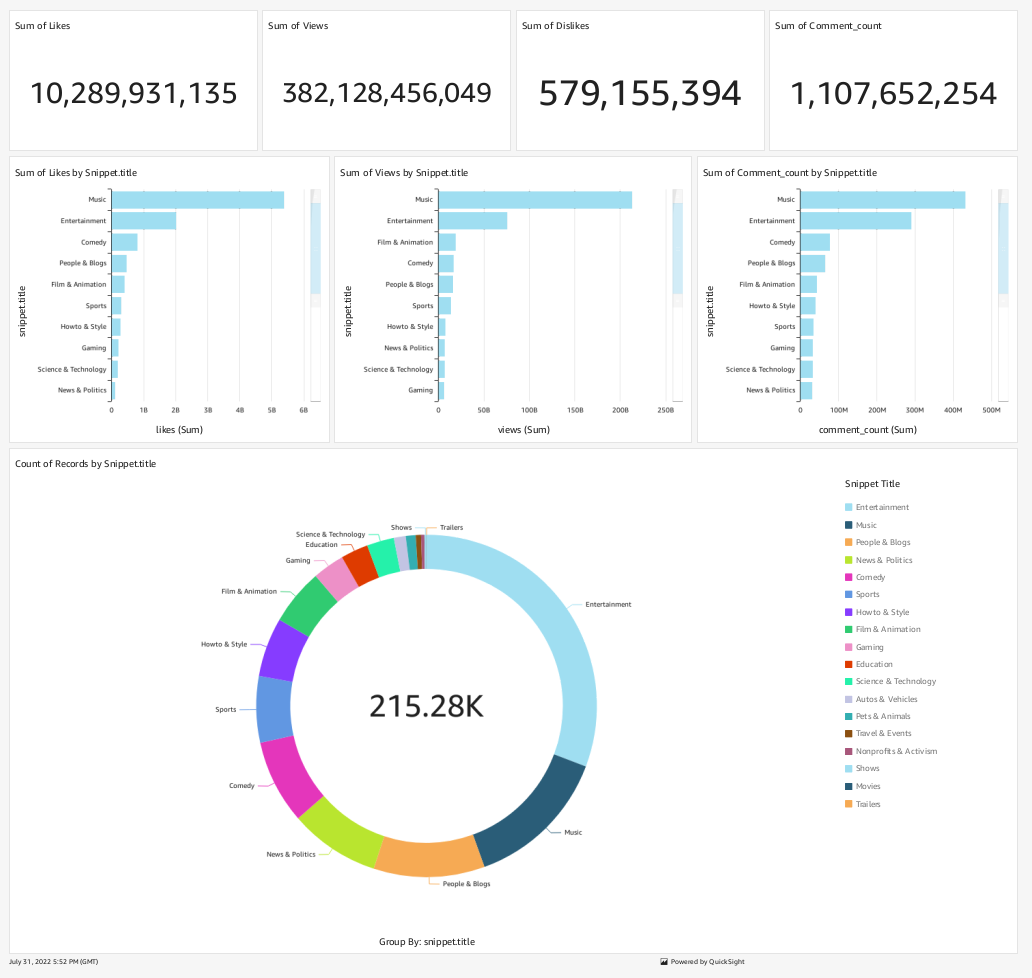 Sum of Likes
10,289,931,135
Sum of Views
382,128,456,049
Sum of Dislikes
579,155,394
Sum of Comment_count
1,107,652,254
Sum of Likes by Snippet.title
snippet.title
Music
Entertainment
Comedy
People & Blogs
Film & Animation
Sports
Howto & Style
Gaming
Science & Technology
News & Politics
0 1B 2B 3B 4B 5B 6B
likes (Sum)
Sum of Views by Snippet.title
snippet.title
Music
Entertainment
Film & Animation
Comedy
People & Blogs
Sports
Howto & Style
News & Politics
Science & Technology
Gaming
0 50B 100B 150B 200B 250B
views (Sum)
Sum of Comment_count by Snippet.title
snippet.title
Music
Entertainment
Comedy
People & Blogs
Film & Animation
Howto & Style
Sports
Gaming
Science & Technology
News & Politics
0 100M 200M 300M 400M 500M
comment_count (Sum)
Count of Records by Snippet.title
Shows
Trailers
Science & Technology
Education
Gaming
Film & Animation
Entertainment
Howto & Style
215.28K
Sports
Comedy
Music
News & Politics
People & Blogs
Group By: snippet.title
Snippet Title
Entertainment
Music
People & Blogs
News & Politics
Comedy
Sports
Howto & Style
Film & Animation
Gaming
Education
Science & Technology
Autos & Vehicles
Pets & Animals
Travel & Events
Nonprofits & Activism
Shows
Movies
Trailers
July 31, 2022 5:52 PM (GMT)
Powered by QuickSight